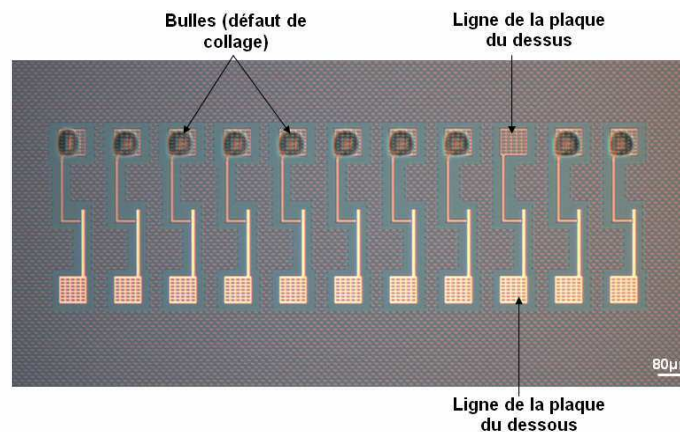 Bulles (défaut de
collage)
Ligne de la plaque
du dessus
80µ
Ligne de la plaque
du dessous